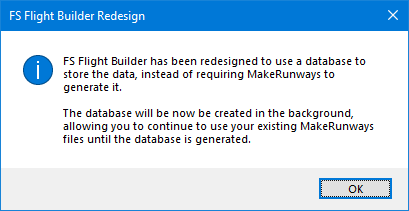 FS Flight Builder Redesign
FS Flight Builder has been redesigned to use a database to
store the data, instead of requiring MakeRunways to
generate it.
The database will be now be created in the background,
allowing you to continue to use your existing MakeRunways
files until the database is generated.
OK